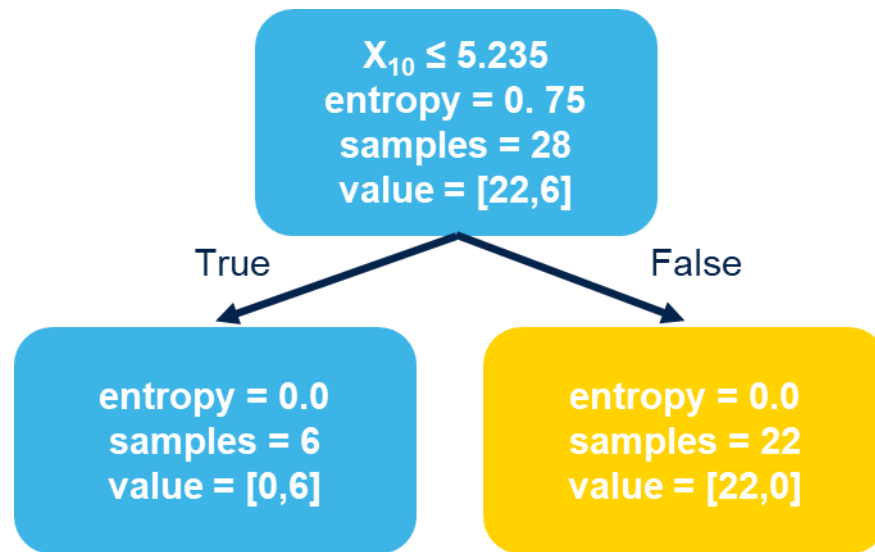 X₁₀ ≤ 5.235
entropy = 0. 75
samples = 28
value = [22,6]
True
False
entropy = 0.0
samples = 6
value = [0,6]
entropy = 0.0
samples = 22
value = [22,0]